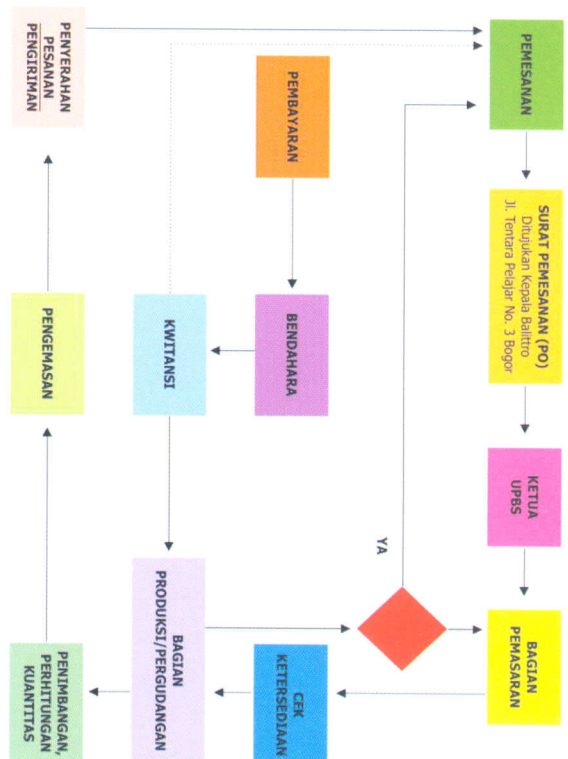 PEMESANAN
SURAT PEMESANAN (PO)
Ditujukan Kepala Balittro
Jl. Tentara Pelajar No. 3 Bogor
KETUA
UPBS
BAGIAN
PEMASARAN
YA
PEMBAYARAN
BENDAHARA
CEK
KETERSEDIAAN
KWITANSI
BAGIAN
PRODUKSI/PERGUDANGAN
PENYERAHAN
PESANAN
PENGIRIMAN
PENGEMASAN
PENIMBANGAN,
PERHITUNGAN
KUANTITAS